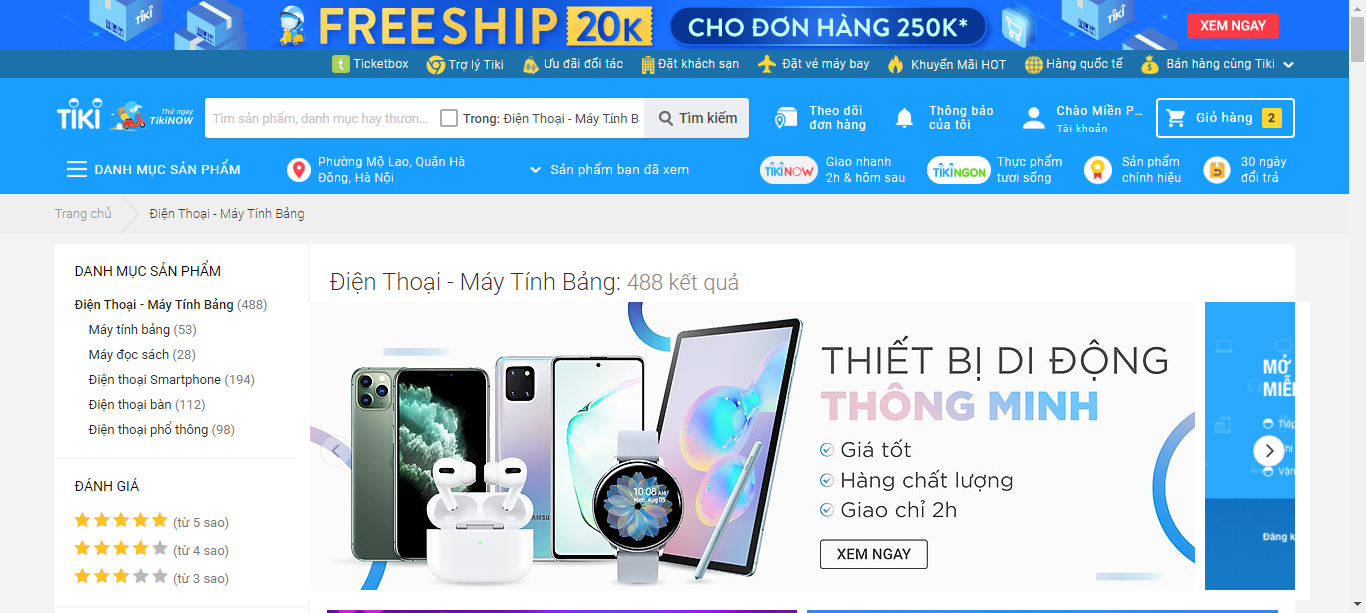 FREESHIP 20K CHO ĐƠN HÀNG 250K* XEM NGAY
TIKI TIKI
Ticketbox Trợ lý Tiki Ưu đãi đối tác Đặt khách sạn Đặt vé máy bay Khuyến Mãi HOT Hàng quốc tế Bán hàng cùng Tiki
TIKI Thử ngay TikiNOW
Tìm sản phẩm, danh mục hay thươn... Trong: Điện Thoại - Máy Tính B Tìm kiếm
Theo dõi đơn hàng
Thông báo của tôi
Chào Miền P...
Tài khoản
Giỏ hàng 2
DANH MỤC SẢN PHẨM
Phường Mộ Lao, Quận Hà Đông, Hà Nội
Sản phẩm bạn đã xem
TIKINOW Giao nhanh 2h & hôm sau
TIKINGON Thực phẩm tươi sống
Sản phẩm chính hiệu
30 ngày đổi trả
Trang chủ Điện Thoại - Máy Tính Bảng
DANH MỤC SẢN PHẨM
Điện Thoại - Máy Tính Bảng (488)
Máy tính bảng (53)
Máy đọc sách (28)
Điện thoại Smartphone (194)
Điện thoại bàn (112)
Điện thoại phổ thông (98)
ĐÁNH GIÁ
(từ 5 sao)
(từ 4 sao)
(từ 3 sao)
Điện Thoại - Máy Tính Bảng: 488 kết quả
THIẾT BỊ DI ĐỘNG
THÔNG MINH
Giá tốt
Hàng chất lượng
Giao chỉ 2h
XEM NGAY
10:08 AM
Mon, Aug 05
MỞ
Đăng k